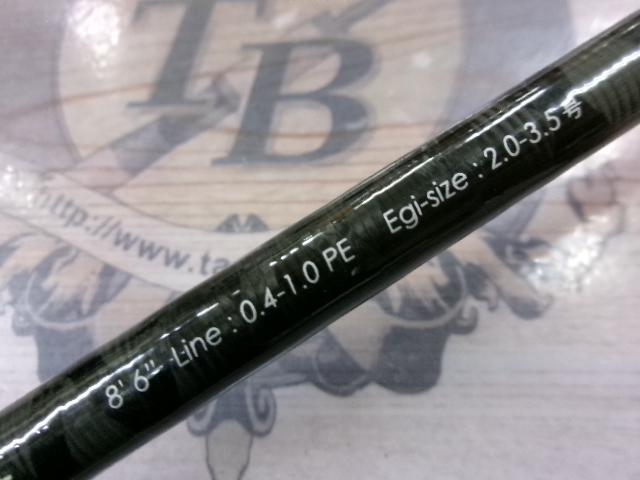 TB
http://www.ta
8' 6" Line : 0.4-1.0 PE Egi-size : 2.0-3.5号